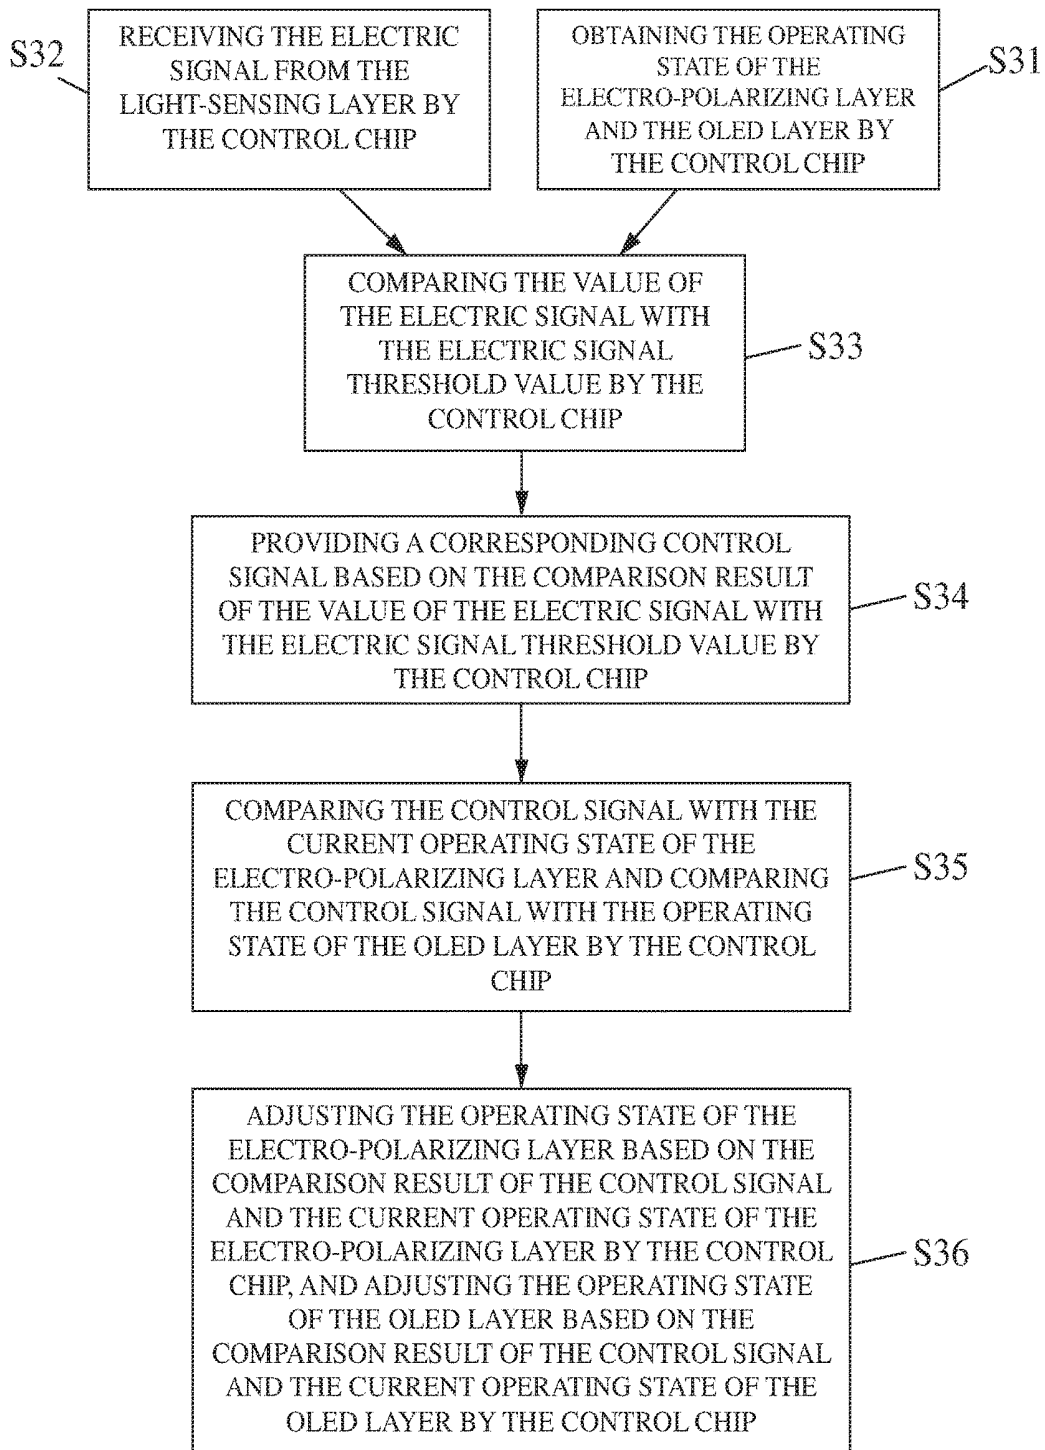 S32
RECEIVING THE ELECTRIC
SIGNAL FROM THE
LIGHT-SENSING LAYER BY
THE CONTROL CHIP
OBTAINING THE OPERATING
STATE OF THE
ELECTRO-POLARIZING LAYER
AND THE OLED LAYER BY
THE CONTROL CHIP
S31
COMPARING THE VALUE OF
THE ELECTRIC SIGNAL WITH
THE ELECTRIC SIGNAL
THRESHOLD VALUE BY THE
CONTROL CHIP
S33
PROVIDING A CORRESPONDING CONTROL
SIGNAL BASED ON THE COMPARISON RESULT
OF THE VALUE OF THE ELECTRIC SIGNAL WITH
THE ELECTRIC SIGNAL THRESHOLD VALUE BY
THE CONTROL CHIP
S34
COMPARING THE CONTROL SIGNAL WITH THE
CURRENT OPERATING STATE OF THE
ELECTRO-POLARIZING LAYER AND COMPARING
THE CONTROL SIGNAL WITH THE OPERATING
STATE OF THE OLED LAYER BY THE CONTROL
CHIP
S35
ADJUSTING THE OPERATING STATE OF THE
ELECTRO-POLARIZING LAYER BASED ON THE
COMPARISON RESULT OF THE CONTROL SIGNAL
AND THE CURRENT OPERATING STATE OF THE
ELECTRO-POLARIZING LAYER BY THE CONTROL
CHIP, AND ADJUSTING THE OPERATING STATE
OF THE OLED LAYER BASED ON THE
COMPARISON RESULT OF THE CONTROL SIGNAL
AND THE CURRENT OPERATING STATE OF THE
OLED LAYER BY THE CONTROL CHIP
S36